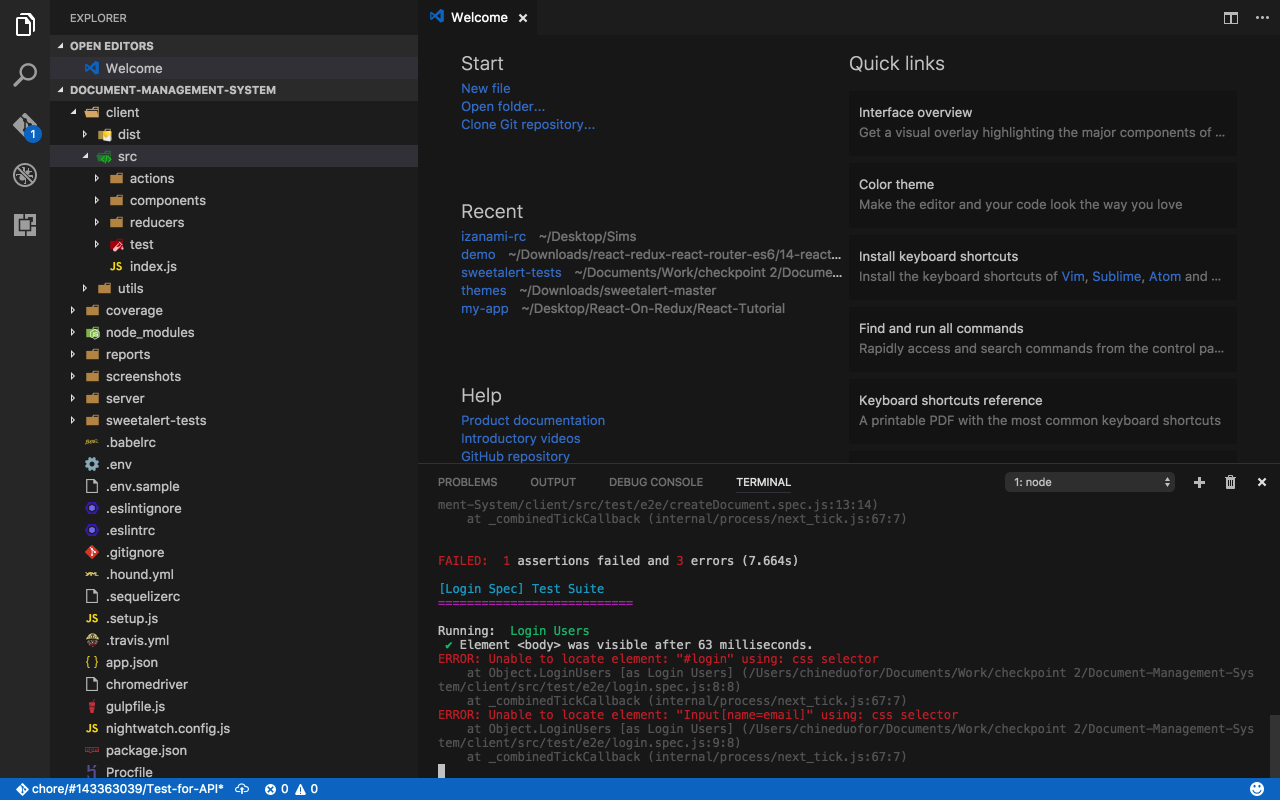 EXPLORER
OPEN EDITORS
Welcome
DOCUMENT-MANAGEMENT-SYSTEM
client
dist
src
actions
components
reducers
test
JS index.js
utils
coverage
node_modules
reports
screenshots
server
sweetalert-tests
.babelrc
.env
.env.sample
.eslintignore
.eslintrc
.gitignore
.hound.yml
.sequelizerc
JS .setup.js
.travis.yml
{ } app.json
chromedriver
gulpfile.js
JS nightwatch.config.js
package.json
Procfile
1
Welcome
Start
New file
Open folder...
Clone Git repository...
Recent
izanami-rc ~/Desktop/Sims
demo ~/Downloads/react-redux-react-router-es6/14-react...
sweetalert-tests ~/Documents/Work/checkpoint 2/Docume...
themes ~/Downloads/sweetalert-master
my-app ~/Desktop/React-On-Redux/React-Tutorial
Help
Product documentation
Introductory videos
GitHub repository
Quick links
Interface overview
Get a visual overlay highlighting the major components of ...
Color theme
Make the editor and your code look the way you love
Install keyboard shortcuts
Install the keyboard shortcuts of Vim, Sublime, Atom and ...
Find and run all commands
Rapidly access and search commands from the control pa...
Keyboard shortcuts reference
A printable PDF with the most common keyboard shortcuts
PROBLEMS OUTPUT DEBUG CONSOLE TERMINAL 1: node
ment-System/client/src/test/e2e/createDocument.spec.js:13:14)
at _combinedTickCallback (internal/process/next_tick.js:67:7)
FAILED: 1 assertions failed and 3 errors (7.664s)
[Login Spec] Test Suite
===========================
Running: Login Users
✔ Element <body> was visible after 63 milliseconds.
ERROR: Unable to locate element: "#login" using: css selector
at Object.LoginUsers [as Login Users] (/Users/chineduofor/Documents/Work/checkpoint 2/Document-Management-Sys
tem/client/src/test/e2e/login.spec.js:8:8)
at _combinedTickCallback (internal/process/next_tick.js:67:7)
ERROR: Unable to locate element: "Input[name=email]" using: css selector
at Object.LoginUsers [as Login Users] (/Users/chineduofor/Documents/Work/checkpoint 2/Document-Management-Sys
tem/client/src/test/e2e/login.spec.js:9:8)
at _combinedTickCallback (internal/process/next_tick.js:67:7)
chore/#143363039/Test-for-API* 0 0